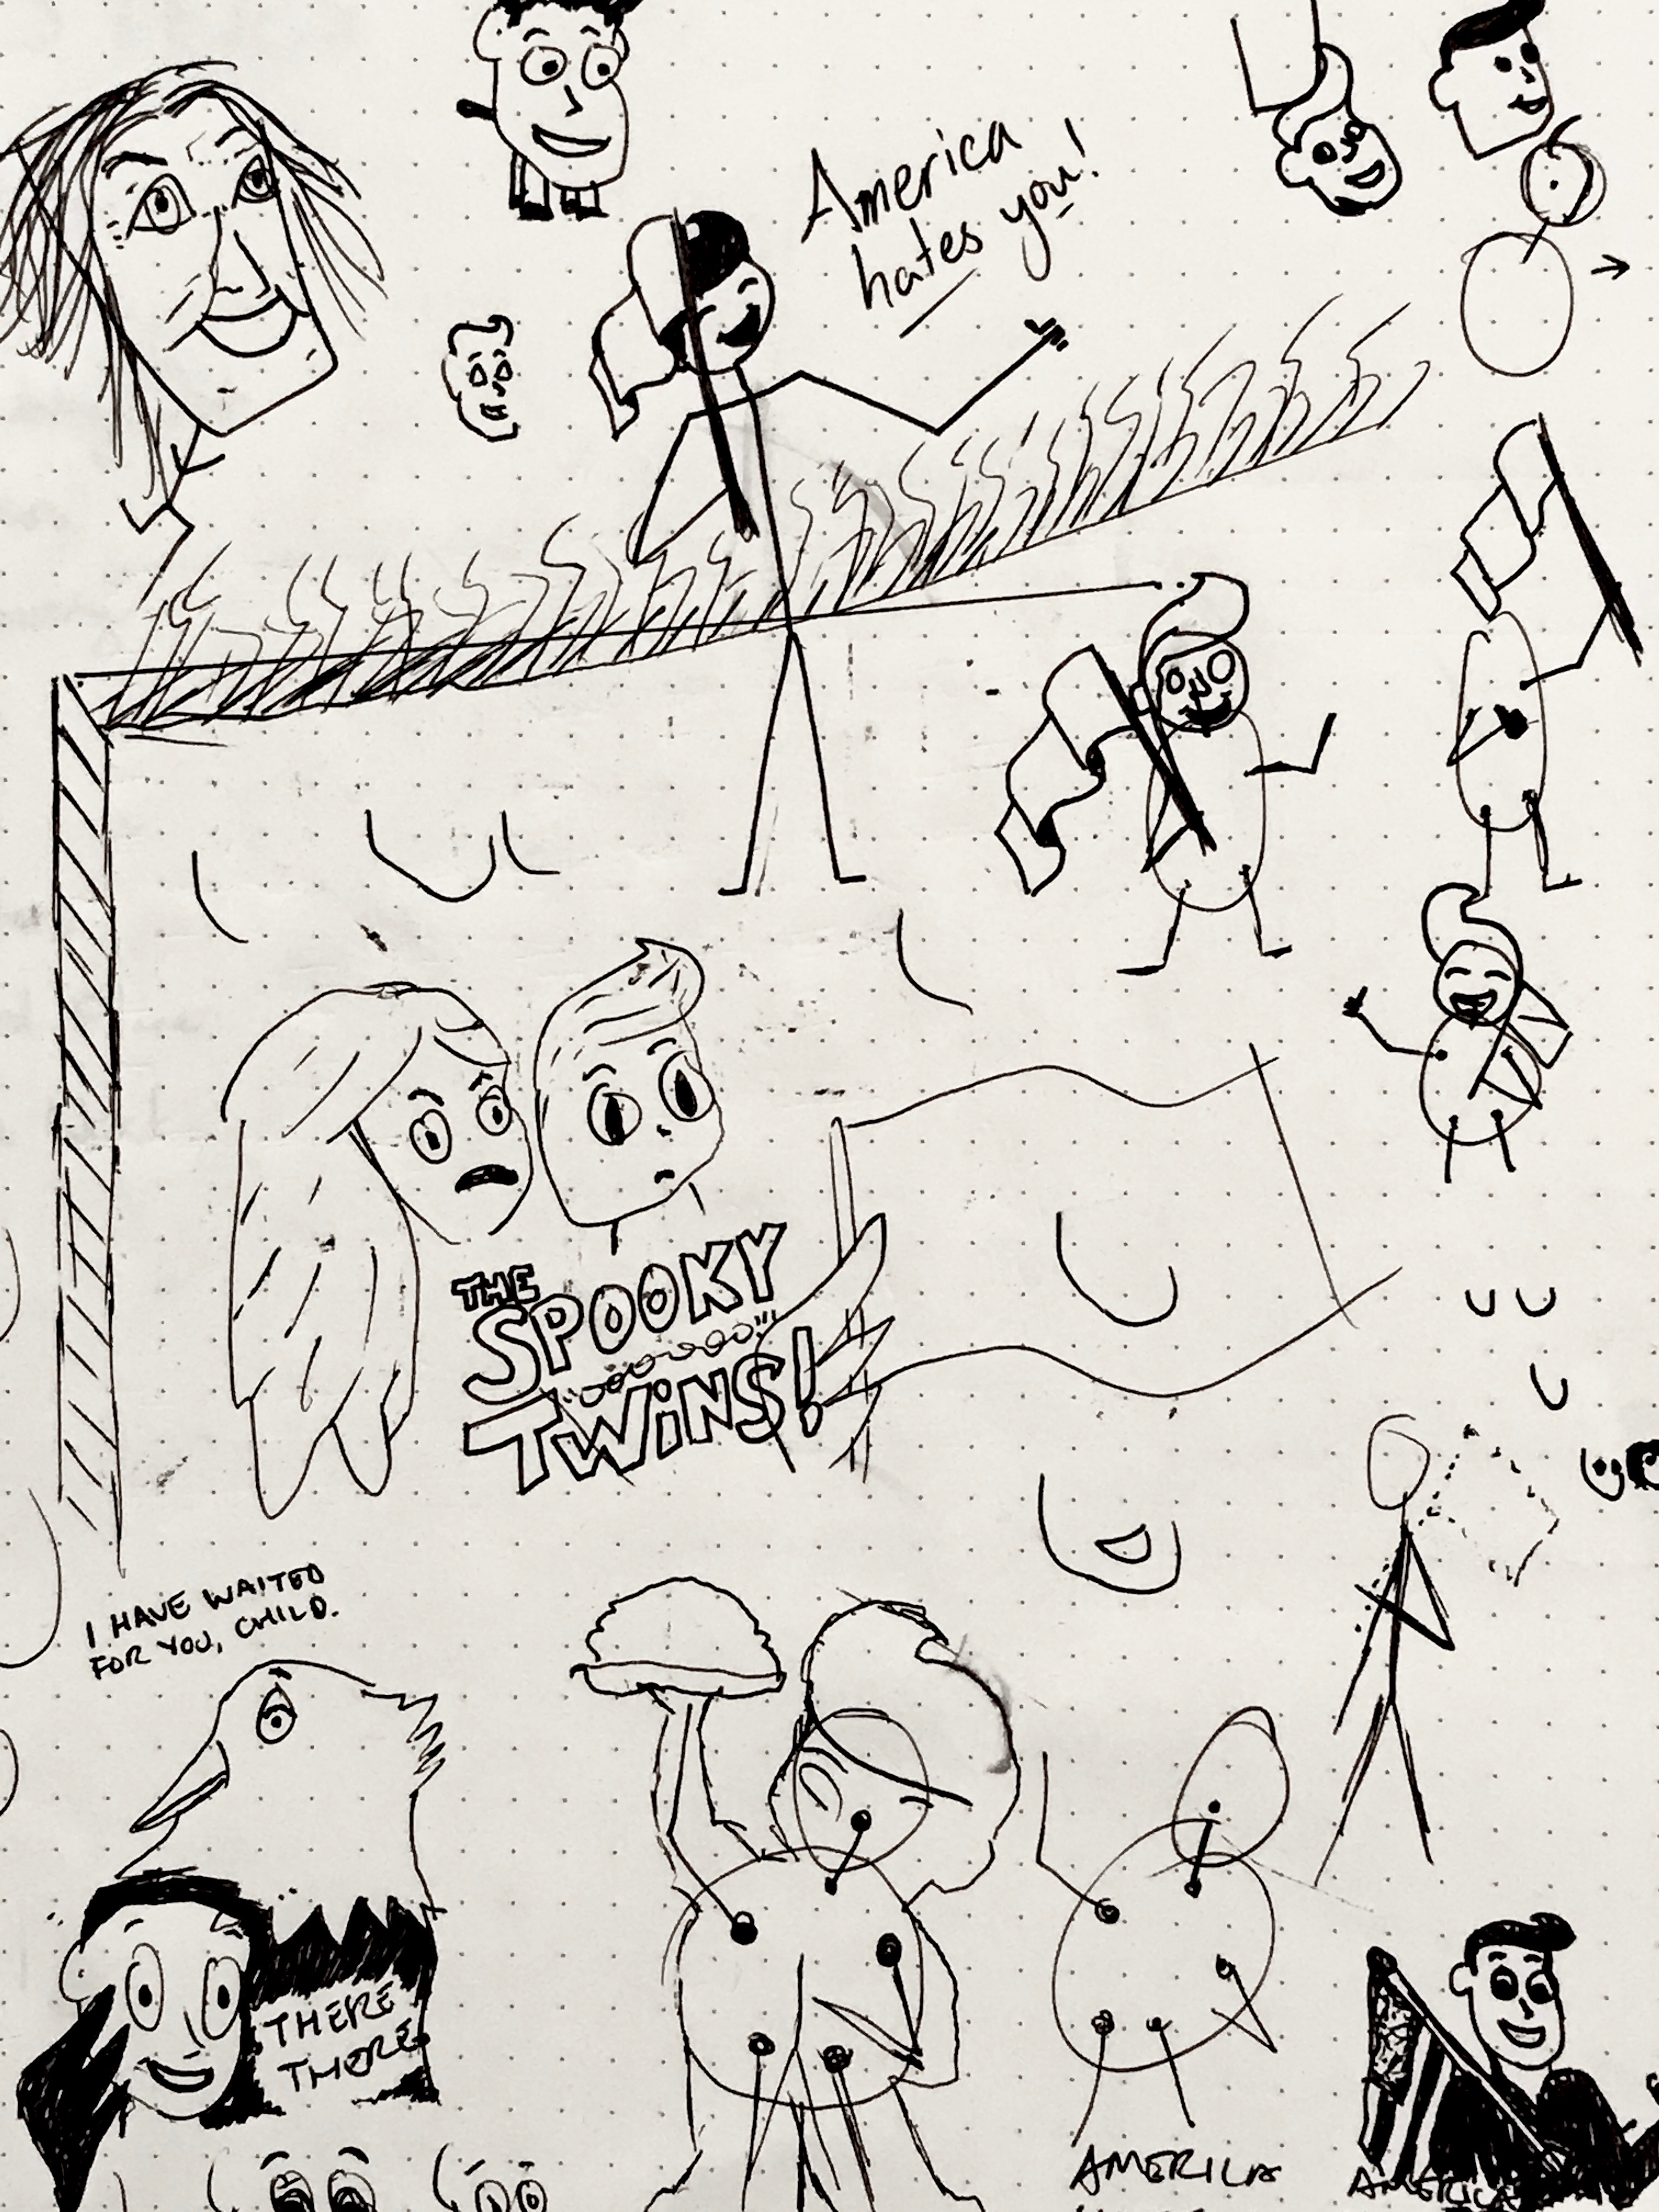 America
hates you!
THE
SPOOKY
TWiNS!
I HAVE WAITED
FOR YOU, CHILD.
THERE
THERE
AMERICA
AMERICA